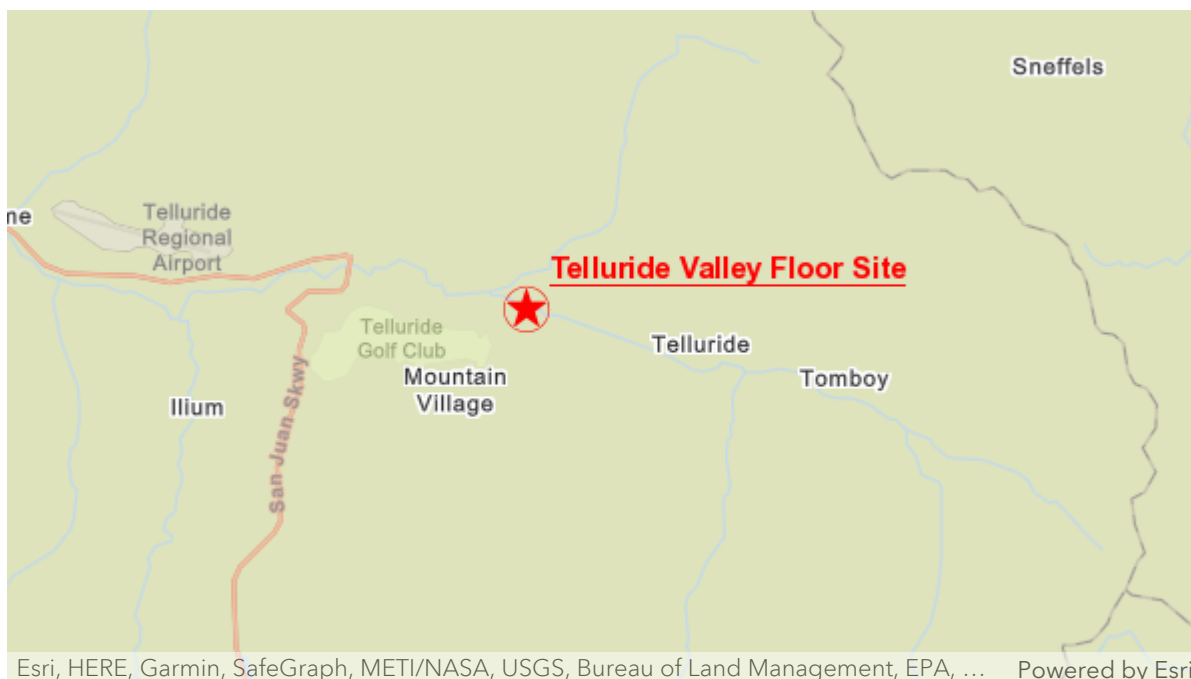 Sneffels
me
Telluride
Regional
Airport
Telluride Valley Floor Site
Telluride
Golf Club
Telluride
Mountain
Village
Tomboy
Ilium
San Juan Skwy
Esri, HERE, Garmin, SafeGraph, METI/NASA, USGS, Bureau of Land Management, EPA, ...
Powered by Esri